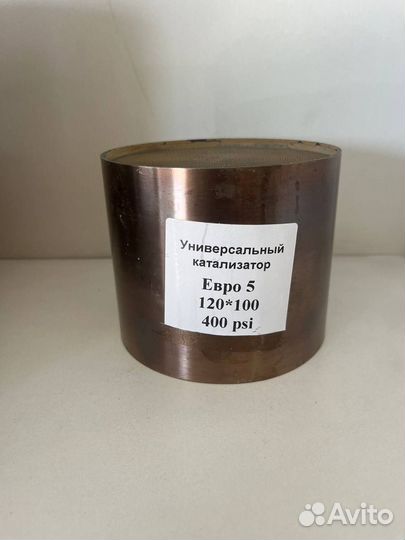 Универсальный
катализатор
Евро 5
120*100
400 psi
Avito